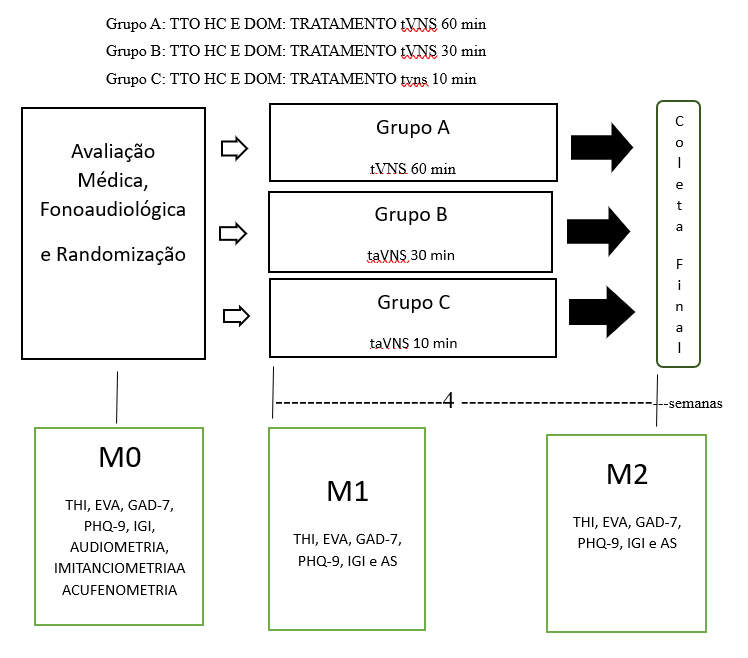 Grupo A: TTO HC E DOM: TRATAMENTO tVNS 60 min
Grupo B: TTO HC E DOM: TRATAMENTO tVNS 30 min
Grupo C: TTO HC E DOM: TRATAMENTO tvns 10 min
Avaliação
Médica,
Fonoaudiológica
e Randomização
Grupo A
tVNS 60 min
Grupo B
taVNS 30 min
Grupo C
taVNS 10 min
Coleta Final
---------------------4 ------------------------semanas
M0
THI, EVA, GAD-7,
PHQ-9, IGI,
AUDIOMETRIA,
IMITANCIOMETRIAA
ACUFENOMETRIA
M1
THI, EVA, GAD-7,
PHQ-9, IGI e AS
M2
THI, EVA, GAD-7,
PHQ-9, IGI e AS